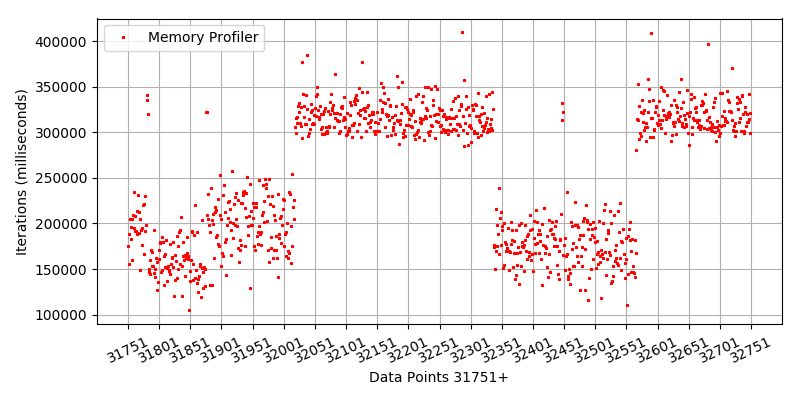 Memory Profiler
400000
350000
300000
250000
200000
150000
100000
Iterations (milliseconds)
31751 31801 31851 31901 31951 32001 32051 32101 32151 32201 32251 32301 32351 32401 32451 32501 32551 32601 32651 32701 32751
Data Points 31751+